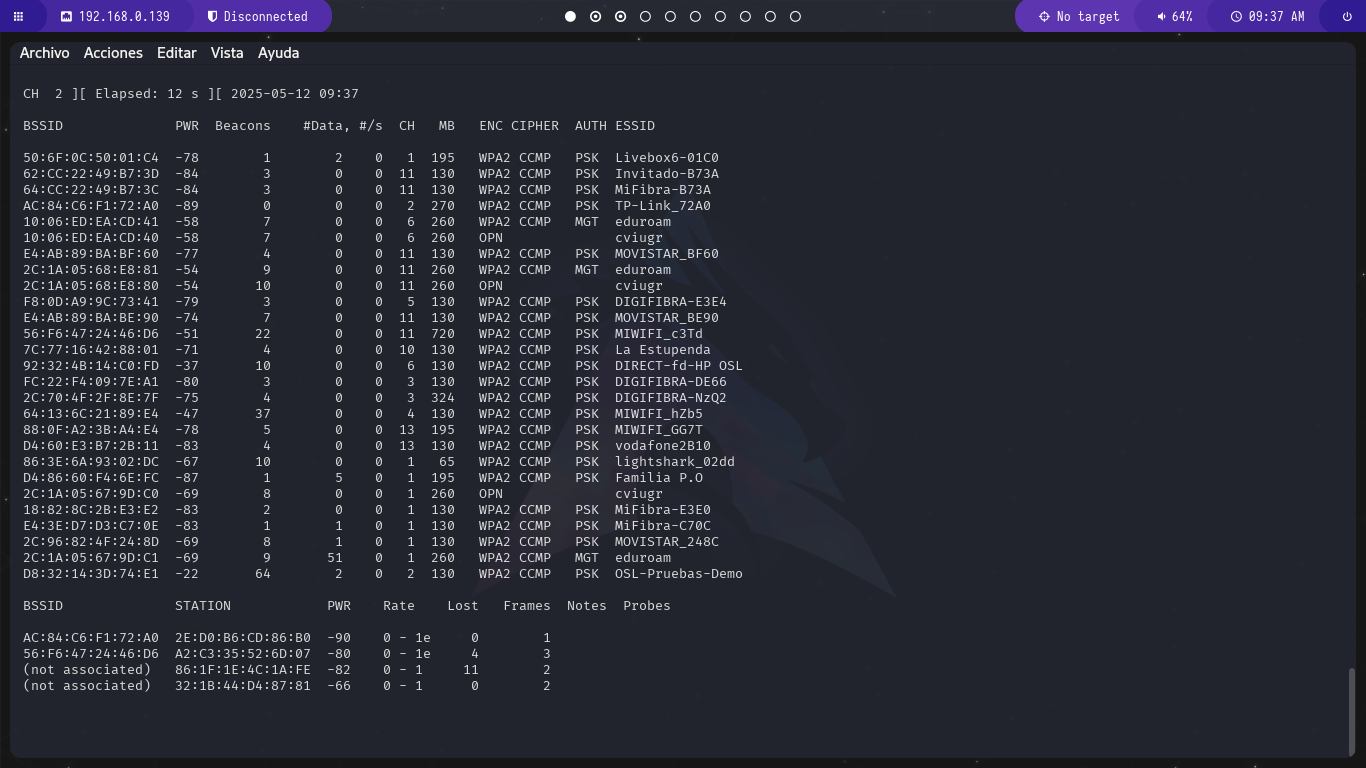 192.168.0.139 Disconnected No target 64% 09:37 AM
Archivo Acciones Editar Vista Ayuda
CH  2 ][ Elapsed: 12 s ][ 2025-05-12 09:37
BSSID              PWR  Beacons    #Data, #/s  CH   MB   ENC CIPHER  AUTH ESSID
50:6F:0C:50:01:C4  -78        1        2    0   1  195   WPA2 CCMP   PSK  Livebox6-01C0
62:CC:22:49:B7:3D  -84        3        0    0  11  130   WPA2 CCMP   PSK  Invitado-B73A
64:CC:22:49:B7:3C  -84        3        0    0  11  130   WPA2 CCMP   PSK  MiFibra-B73A
AC:84:C6:F1:72:A0  -89        0        0    0   2  270   WPA2 CCMP   PSK  TP-Link_72A0
10:06:ED:EA:CD:41  -58        7        0    0   6  260   WPA2 CCMP   MGT  eduroam
10:06:ED:EA:CD:40  -58        7        0    0   6  260   OPN              cviugr
E4:AB:89:BA:BF:60  -77        4        0    0  11  130   WPA2 CCMP   PSK  MOVISTAR_BF60
2C:1A:05:68:E8:81  -54        9        0    0  11  260   WPA2 CCMP   MGT  eduroam
2C:1A:05:68:E8:80  -54       10        0    0  11  260   OPN              cviugr
F8:0D:A9:9C:73:41  -79        3        0    0   5  130   WPA2 CCMP   PSK  DIGIFIBRA-E3E4
E4:AB:89:BA:BE:90  -74        7        0    0  11  130   WPA2 CCMP   PSK  MOVISTAR_BE90
56:F6:47:24:46:D6  -51       22        0    0  11  720   WPA2 CCMP   PSK  MIWIFI_c3Td
7C:77:16:42:88:01  -71        4        0    0  10  130   WPA2 CCMP   PSK  La Estupenda
92:32:4B:14:C0:FD  -37       10        0    0   6  130   WPA2 CCMP   PSK  DIRECT-fd-HP OSL
FC:22:F4:09:7E:A1  -80        3        0    0   3  130   WPA2 CCMP   PSK  DIGIFIBRA-DE66
2C:70:4F:2F:8E:7F  -75        4        0    0   3  324   WPA2 CCMP   PSK  DIGIFIBRA-NzQ2
64:13:6C:21:89:E4  -47       37        0    0   4  130   WPA2 CCMP   PSK  MIWIFI_hZb5
88:0F:A2:3B:A4:E4  -78        5        0    0  13  195   WPA2 CCMP   PSK  MIWIFI_GG7T
D4:60:E3:B7:2B:11  -83        4        0    0  13  130   WPA2 CCMP   PSK  vodafone2B10
86:3E:6A:93:02:DC  -67       10        0    0   1   65   WPA2 CCMP   PSK  lightshark_02dd
D4:86:60:F4:6E:FC  -87        1        5    0   1  195   WPA2 CCMP   PSK  Familia P.O
2C:1A:05:67:9D:C0  -69        8        0    0   1  260   OPN              cviugr
18:82:8C:2B:E3:E2  -83        2        0    0   1  130   WPA2 CCMP   PSK  MiFibra-E3E0
E4:3E:D7:D3:C7:0E  -83        1        1    0   1  130   WPA2 CCMP   PSK  MiFibra-C70C
2C:96:82:4F:24:8D  -69        8        1    0   1  130   WPA2 CCMP   PSK  MOVISTAR_248C
2C:1A:05:67:9D:C1  -69        9       51    0   1  260   WPA2 CCMP   MGT  eduroam
D8:32:14:3D:74:E1  -22       64        2    0   2  130   WPA2 CCMP   PSK  OSL-Pruebas-Demo
BSSID              STATION            PWR    Rate    Lost   Frames  Notes  Probes
AC:84:C6:F1:72:A0  2E:D0:B6:CD:86:B0  -90    0 - 1e     0        1
56:F6:47:24:46:D6  A2:C3:35:52:6D:07  -80    0 - 1e     4        3
(not associated)   86:1F:1E:4C:1A:FE  -82    0 - 1     11        2
(not associated)   32:1B:44:D4:87:81  -66    0 - 1      0        2